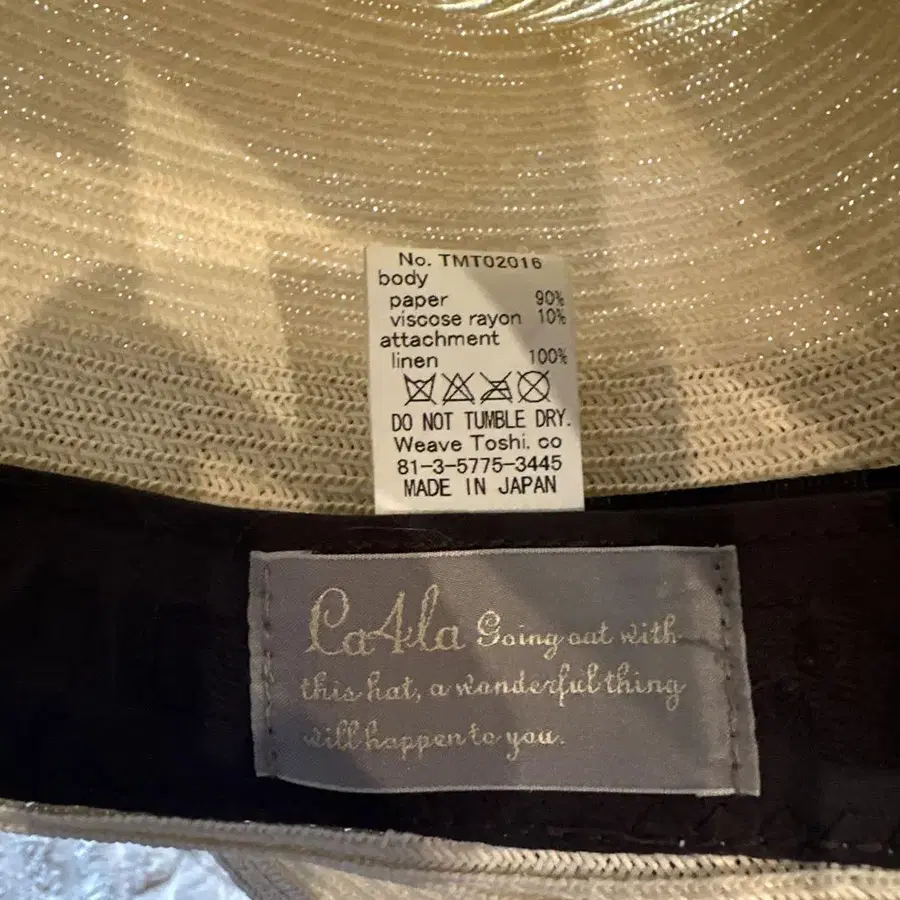 No. TMT02016
body
paper 90%
viscose rayon 10%
attachment
linen 100%
DO NOT TUMBLE DRY.
Weave Toshi. co
81-3-5775-3445
MADE IN JAPAN
Ca4la Going out with
this hat, a wonderful thing
will happen to you.